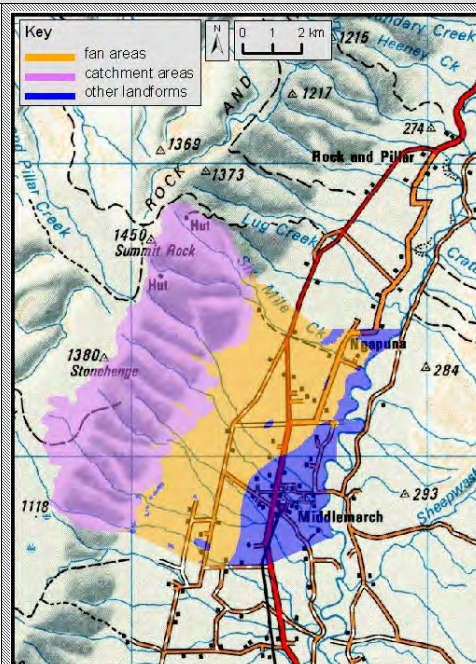 Key
fan areas
catchment areas
other landforms
N
0 1 2 km
1215
Heeney Ck
Creek
1217
274
Rock and Pillar
1369
1373
ROCK AND
Pillar Creek
Lug Creek
Hut
1450
Summit Rock
Hut
Six Mile Ck
Ngapuna
1380
Stonehenge
284
293
1118
Middlemarch